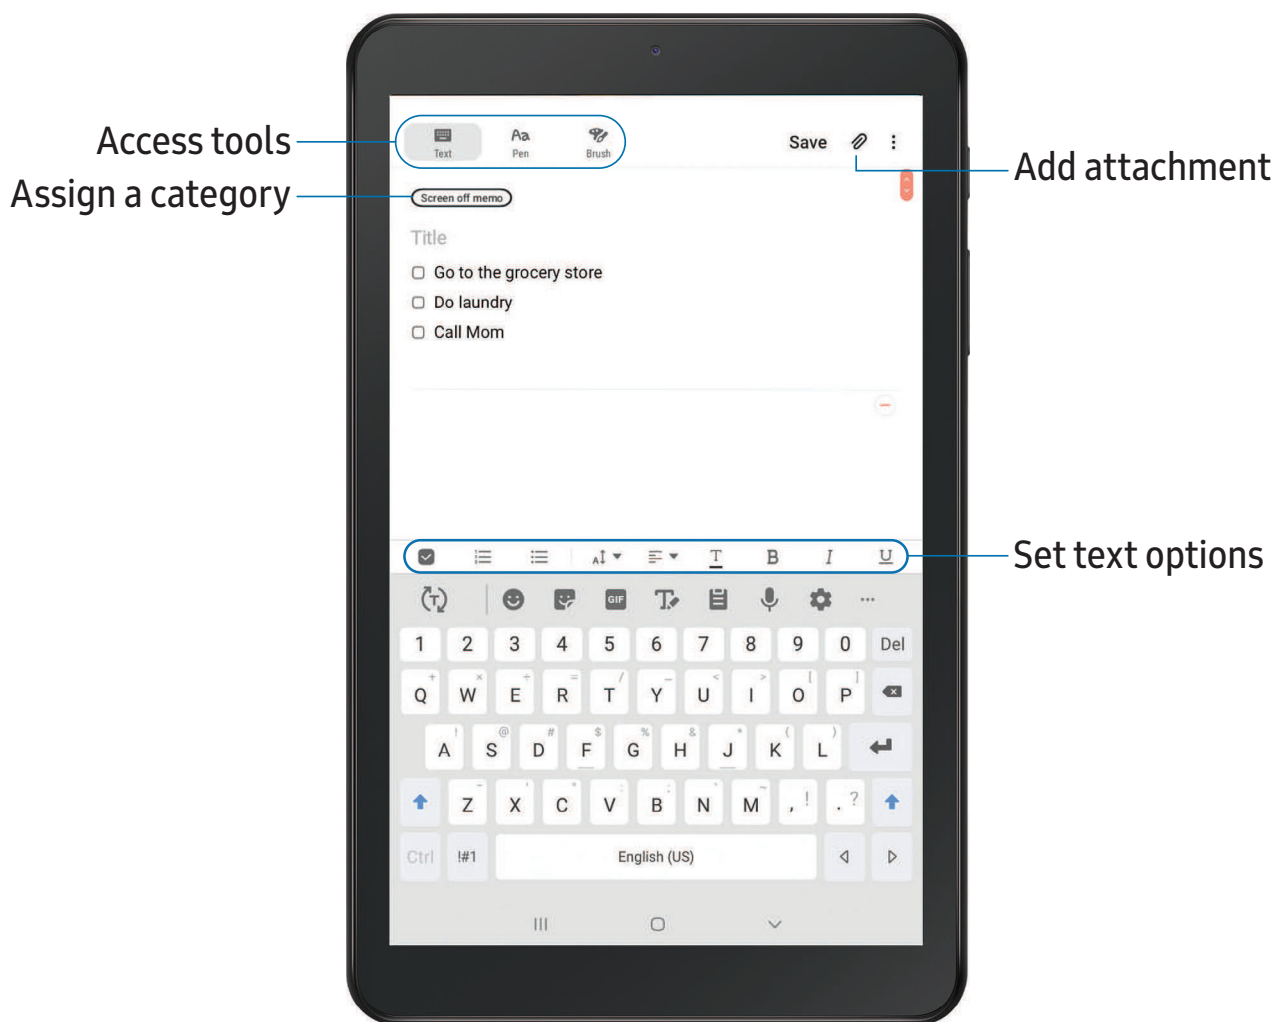 Access tools
Assign a category
Add attachment
Set text options
Text
Aa
Pen
Brush
Save
Screen off memo
Title
Go to the grocery store
Do laundry
Call Mom
A T B I U
GIF T
1 2 3 4 5 6 7 8 9 0 Del
+ × ÷ = / _ < > [ ]
Q W E R T Y U I O P
! @ # $ % & * ( )
A S D F G H J K L
Z X C V B N M , ! . ?
Ctrl !#1 English (US)